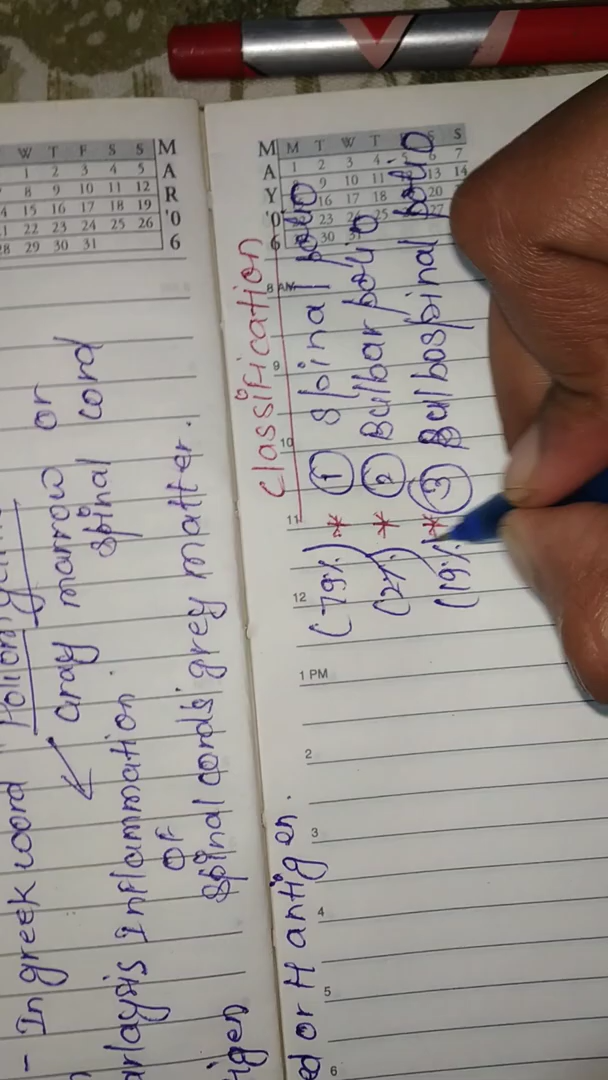 - In greek word
Gray marrow or
spinal cord
Inflammation
of
spinal cords grey matter.
Classification
(79%) * ① Spinal polio
(2%) * ② Bulbar polio
(19%) * ③ Bulbospinal polio
or H antigen.
W T F S S
1 2 3 4 5
8 9 10 11 12
15 16 17 18 19
22 23 24 25 26
28 29 30 31
MAR '06
MAY '06
M T W T S
1 2 3 4 6 7
9 10 11 13 14
16 17 18 20
23 25 27
30
8 AM
9
10
11
12
1 PM
2
3
4
5
6